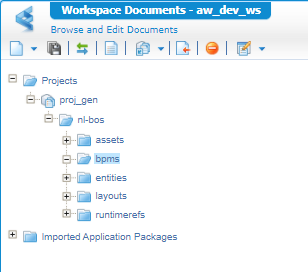 Workspace Documents - aw_dev_ws
Browse and Edit Documents
Projects
proj_gen
nl-bos
assets
bpms
entities
layouts
runtimerefs
Imported Application Packages